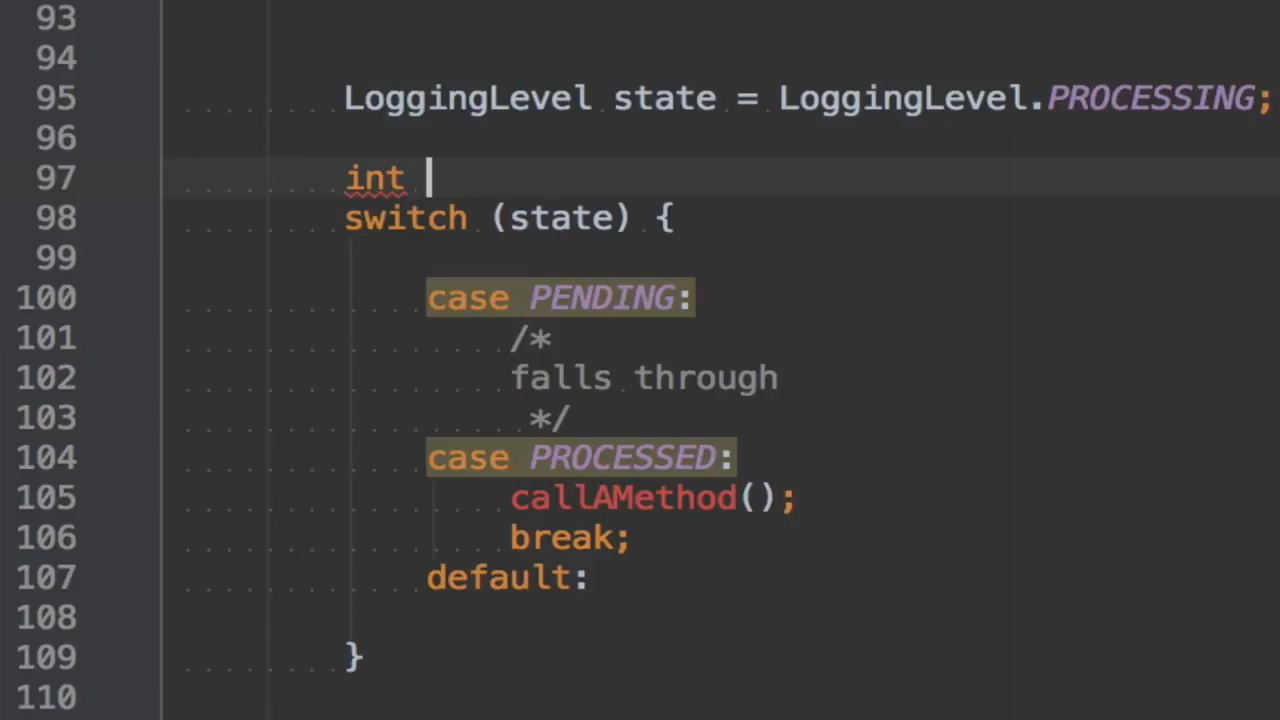 93
94
95 LoggingLevel state = LoggingLevel.PROCESSING;
96
97 int
98 switch (state) {
99
100 case PENDING:
101 /*
102 falls through
103 */
104 case PROCESSED:
105 callAMethod();
106 break;
107 default:
108
109 }
110